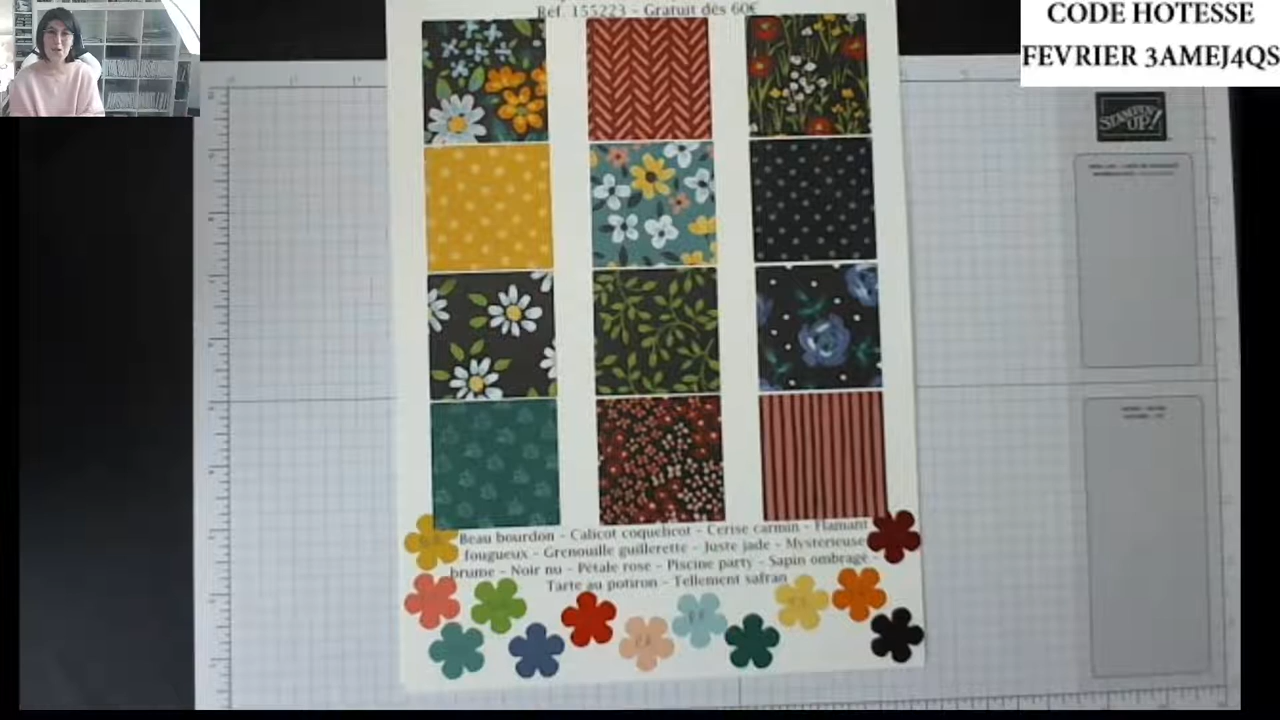 Réf. 155223 - Gratuit dès 60€
CODE HOTESSE
FEVRIER 3AMEJ4QS
STAMPIN'
UP!
Beau bourdon - Calicot coquelicot - Cerise carmin - Flamant
fougueux - Grenouille guillerette - Juste jade - Mystérieuse
brume - Noir nu - Pétale rose - Piscine party - Sapin ombragé -
Tarte au potiron - Tellement safran